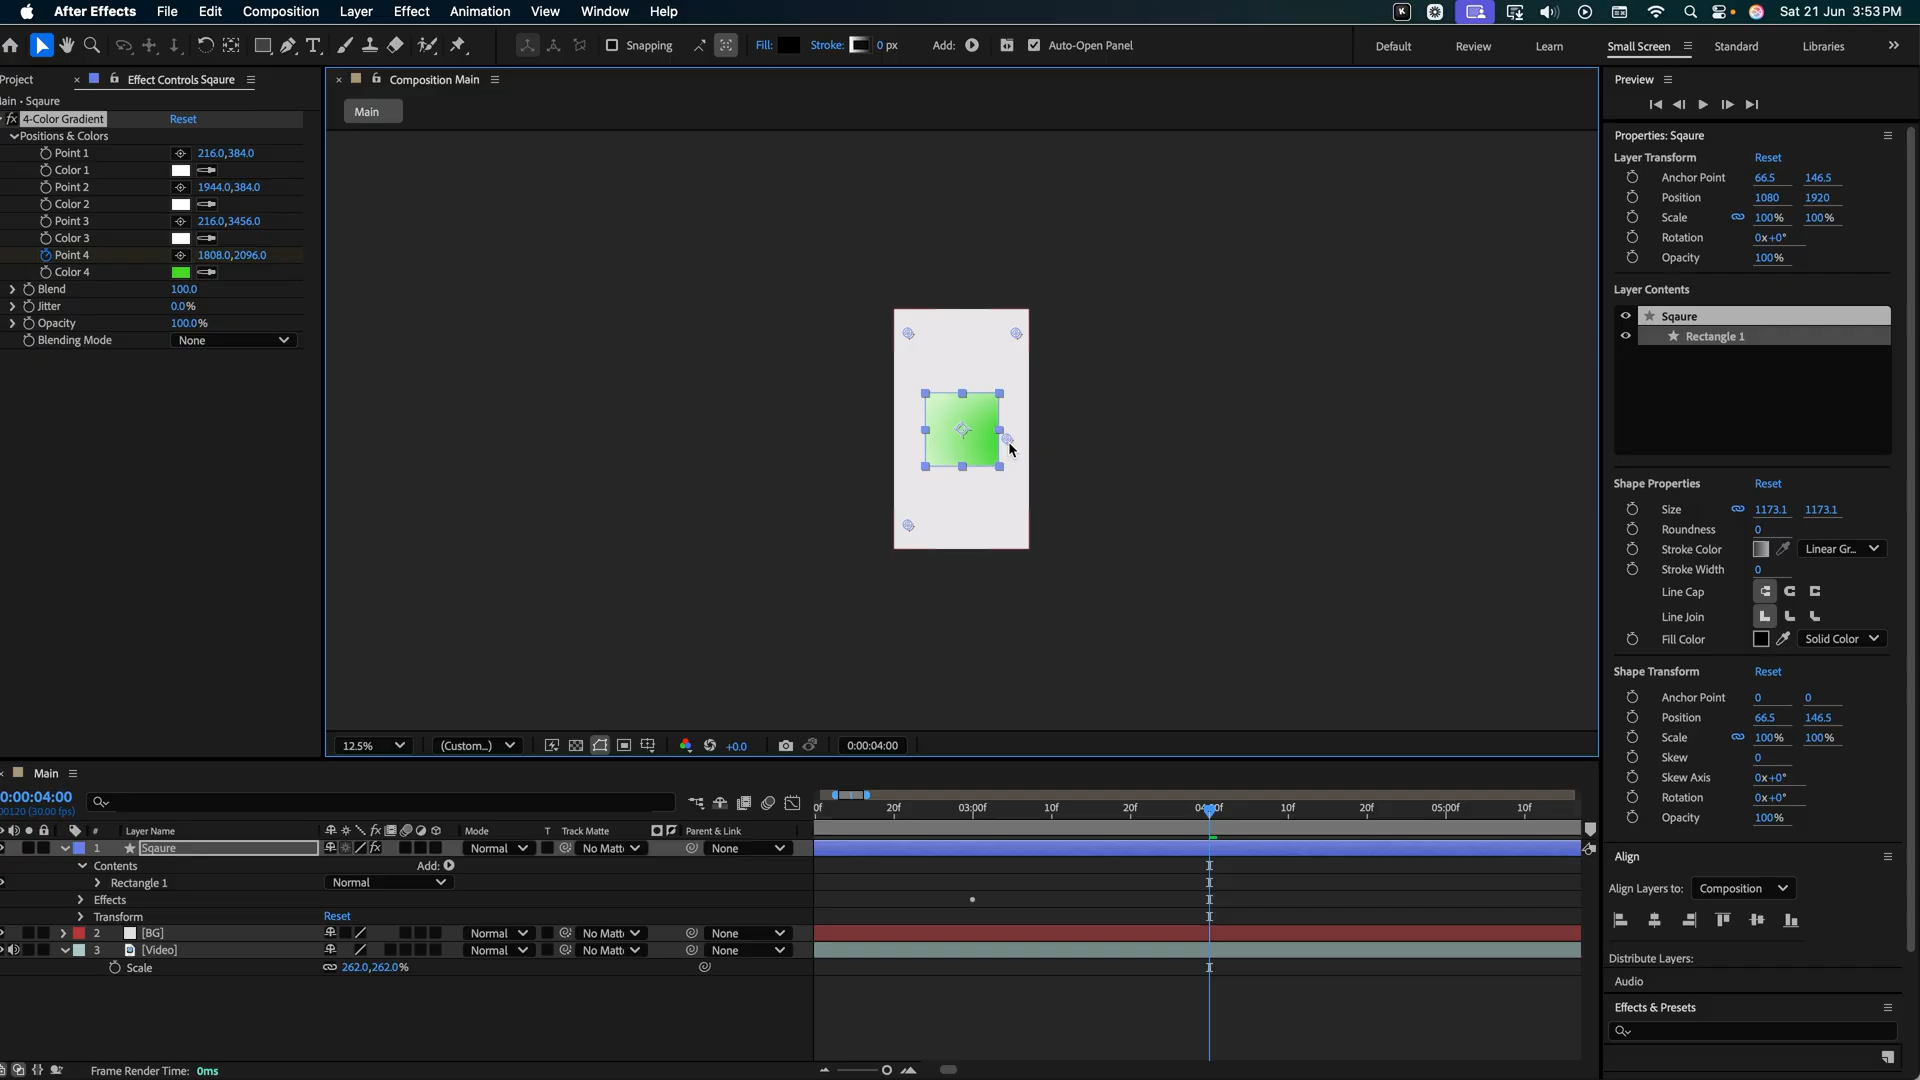 After Effects File Edit Composition Layer Effect Animation View Window Help Sat 21 Jun 3:53PM
Snapping Fill: Stroke: 0 px Add: Auto-Open Panel Default Review Learn Small Screen Standard Libraries
Project Effect Controls Sqaure
ain • Sqaure
fx 4-Color Gradient Reset
Positions & Colors
Point 1 216.0,384.0
Color 1
Point 2 1944.0,384.0
Color 2
Point 3 216.0,3456.0
Color 3
Point 4 1808.0,2096.0
Color 4
Blend 100.0
Jitter 0.0%
Opacity 100.0%
Blending Mode None
Composition Main
Main
12.5% (Custom...) +0.0 0:00:04:00
Preview
Properties: Sqaure
Layer Transform Reset
Anchor Point 66.5 146.5
Position 1080 1920
Scale 100% 100%
Rotation 0x+0°
Opacity 100%
Layer Contents
Sqaure
Rectangle 1
Shape Properties Reset
Size 1173.1 1173.1
Roundness 0
Stroke Color Linear Gr...
Stroke Width 0
Line Cap
Line Join
Fill Color Solid Color
Shape Transform Reset
Anchor Point 0 0
Position 66.5 146.5
Scale 100% 100%
Skew 0
Skew Axis 0x+0°
Rotation 0x+0°
Opacity 100%
Align
Align Layers to: Composition
Distribute Layers:
Audio
Effects & Presets
Main
0:00:04:00
00120 (30.00 fps)
0f 20f 03:00f 10f 20f 04:00f 10f 20f 05:00f 10f
# Layer Name fx Mode T Track Matte Parent & Link
1 Sqaure fx Normal No Matt None
Contents Add:
Rectangle 1 Normal
Effects
Transform Reset
2 [BG] Normal No Matt None
3 [Video] Normal No Matt None
Scale 262.0,262.0%
Frame Render Time: 0ms